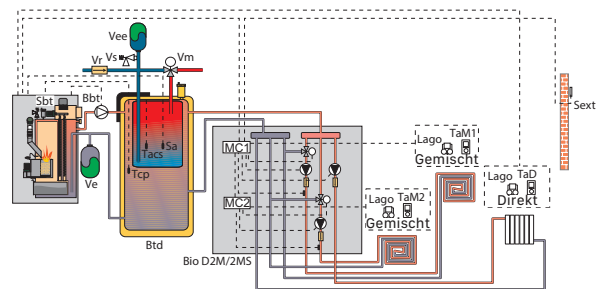 Vee
Vr
Vs
Vm
Sbt
Bbt
Sa
Tacs
Tcp
Ve
Btd
MC1
MC2
Bio D2M/2MS
Lago TaM1
Gemischt
Lago TaM2
Gemischt
Lago TaD
Direkt
Sext